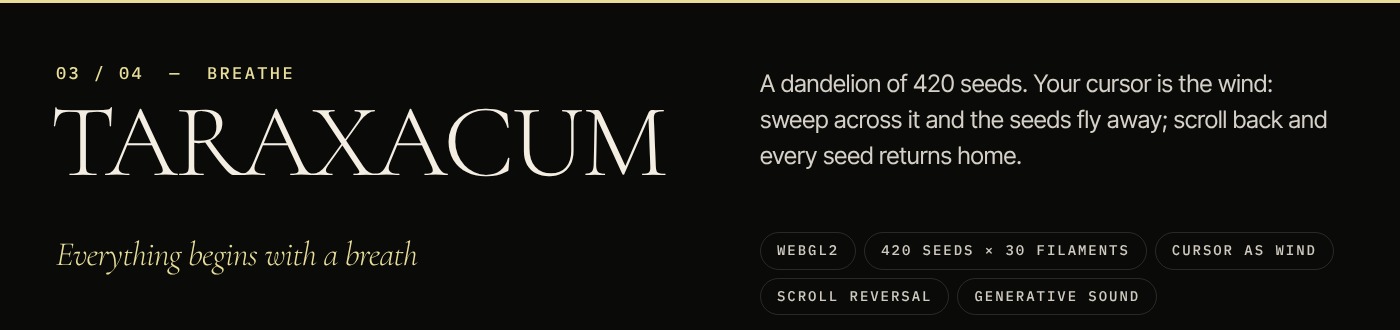 03 / 04 — BREATHE
TARAXACUM
Everything begins with a breath
A dandelion of 420 seeds. Your cursor is the wind:
sweep across it and the seeds fly away; scroll back and
every seed returns home.
WEBGL2 420 SEEDS × 30 FILAMENTS CURSOR AS WIND
SCROLL REVERSAL GENERATIVE SOUND